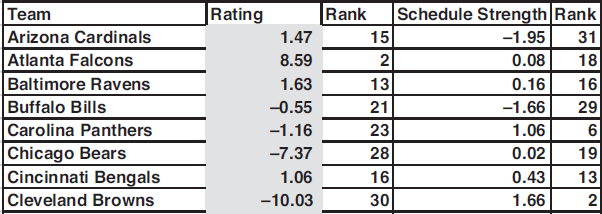 Team Rating Rank Schedule Strength Rank
Arizona Cardinals 1.47 15 –1.95 31
Atlanta Falcons 8.59 2 0.08 18
Baltimore Ravens 1.63 13 0.16 16
Buffalo Bills –0.55 21 –1.66 29
Carolina Panthers –1.16 23 1.06 6
Chicago Bears –7.37 28 0.02 19
Cincinnati Bengals 1.06 16 0.43 13
Cleveland Browns –10.03 30 1.66 2